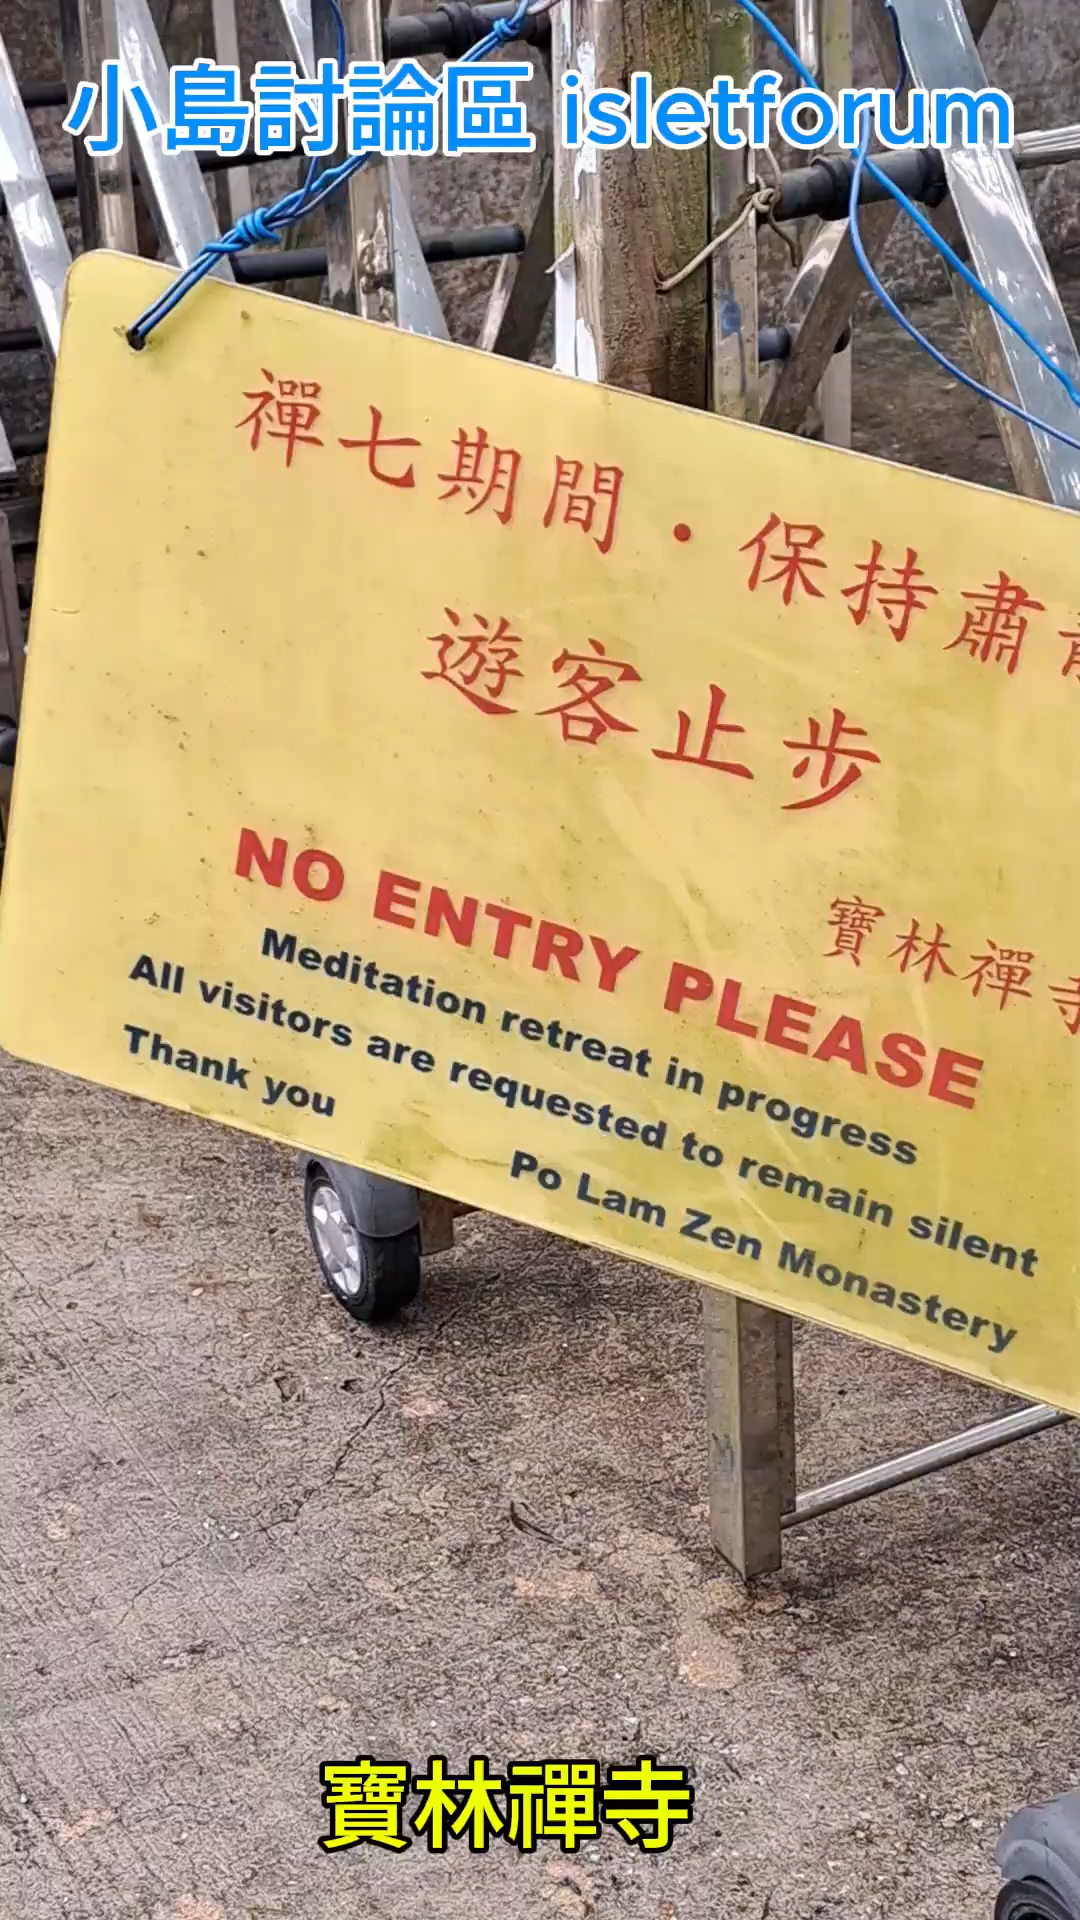 小島討論區 isletforum
禪七期間・保持肅
遊客止步
寶林禪寺
NO ENTRY PLEASE
Meditation retreat in progress
All visitors are requested to remain silent
Thank you
Po Lam Zen Monastery
寶林禪寺